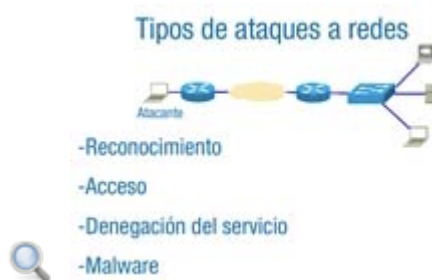 Tipos de ataques a redes
Atacante
-Reconocimiento
-Acceso
-Denegación del servicio
-Malware